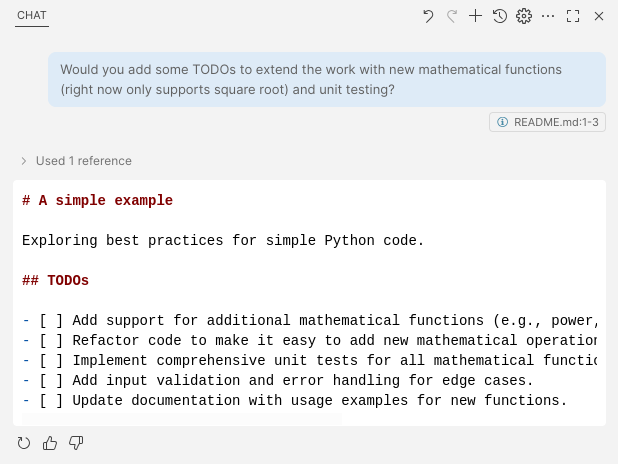 CHAT
Would you add some TODOs to extend the work with new mathematical functions
(right now only supports square root) and unit testing?
README.md:1-3
Used 1 reference
# A simple example
Exploring best practices for simple Python code.
## TODOs
- [ ] Add support for additional mathematical functions (e.g., power,
- [ ] Refactor code to make it easy to add new mathematical operation
- [ ] Implement comprehensive unit tests for all mathematical functio
- [ ] Add input validation and error handling for edge cases.
- [ ] Update documentation with usage examples for new functions.